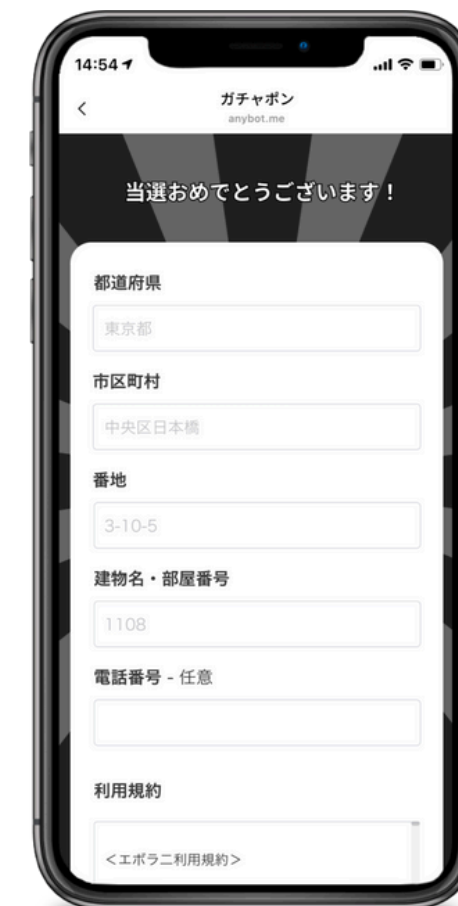 14:54
ガチャポン
anybot.me
当選おめでとうございます！
都道府県
東京都
市区町村
中央区日本橋
番地
3-10-5
建物名・部屋番号
1108
電話番号 - 任意
利用規約
＜エポラ二利用規約＞